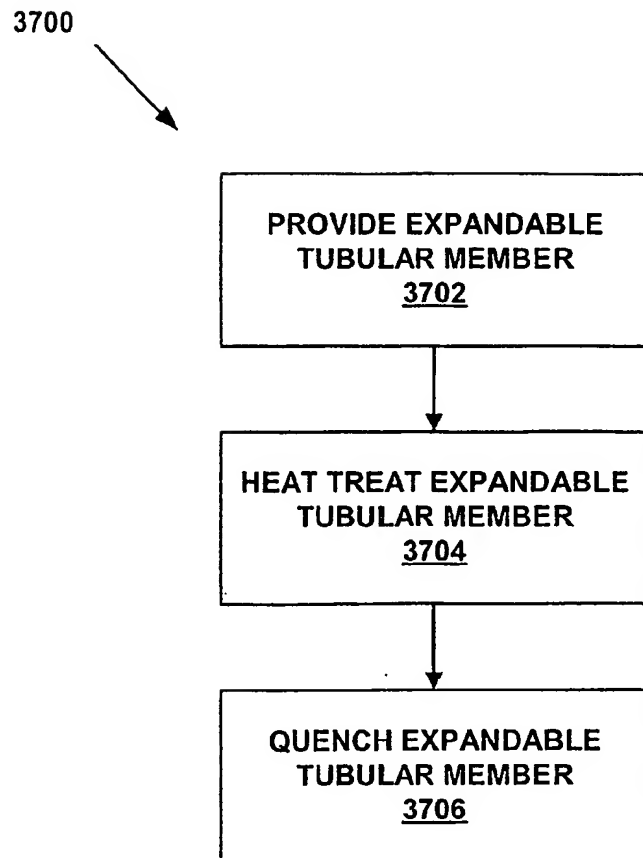 3700
PROVIDE EXPANDABLE
TUBULAR MEMBER
3702
HEAT TREAT EXPANDABLE
TUBULAR MEMBER
3704
QUENCH EXPANDABLE
TUBULAR MEMBER
3706